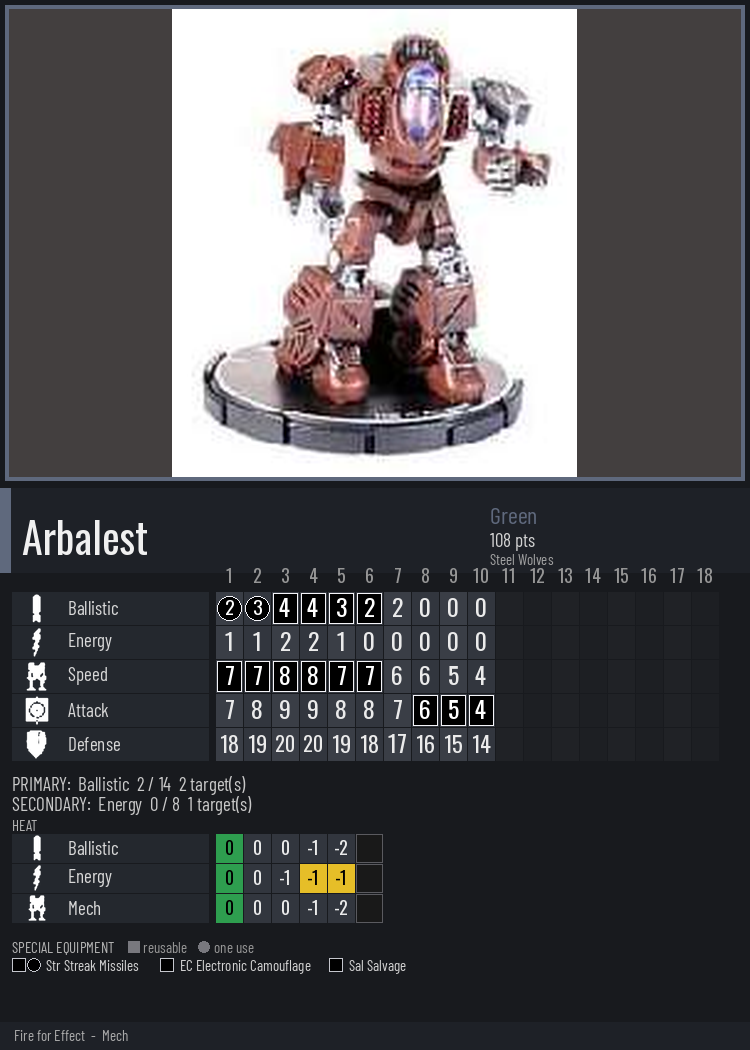 Arbalest
Green
108 pts
Steel Wolves
1 2 3 4 5 6 7 8 9 10 11 12 13 14 15 16 17 18
Ballistic 2 3 4 4 3 2 2 0 0 0
Energy 1 1 2 2 1 0 0 0 0 0
Speed 7 7 8 8 7 7 6 6 5 4
Attack 7 8 9 9 8 8 7 6 5 4
Defense 18 19 20 20 19 18 17 16 15 14
PRIMARY: Ballistic 2 / 14 2 target(s)
SECONDARY: Energy 0 / 8 1 target(s)
HEAT
Ballistic 0 0 0 -1 -2
Energy 0 0 -1 -1 -1
Mech 0 0 0 -1 -2
SPECIAL EQUIPMENT reusable one use
Str Streak Missiles EC Electronic Camouflage Sal Salvage
Fire for Effect - Mech